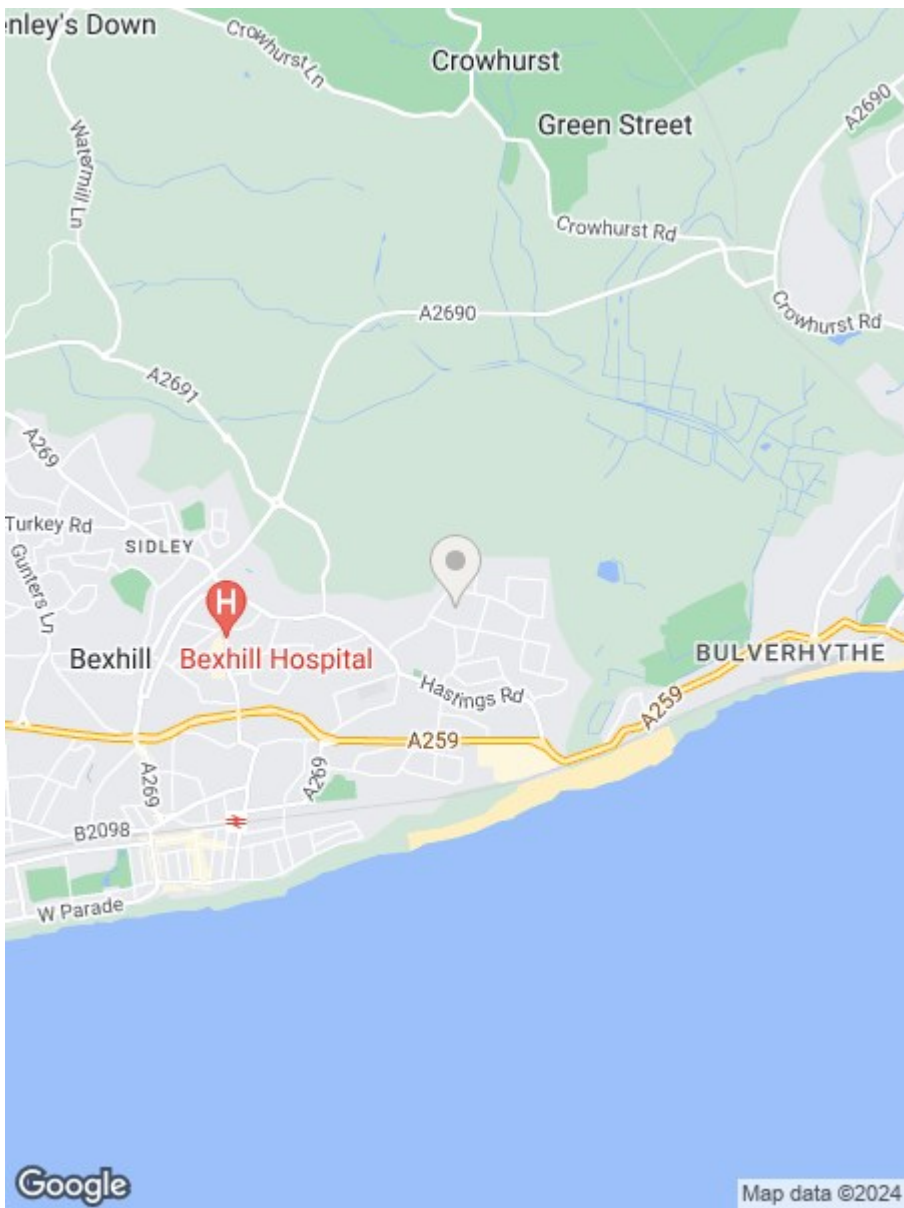 enley's Down
Crowhurst Ln
Crowhurst
A2690
Green Street
Watermill Ln
Crowhurst Rd
A2690
Crowhurst Rd
A2691
A269
Turkey Rd
SIDLEY
Gunters Ln
H
Bexhill
Bexhill Hospital
BULVERHYTHE
Hastings Rd
A259
A259
A269
A269
B2098
W Parade
Google
Map data ©2024